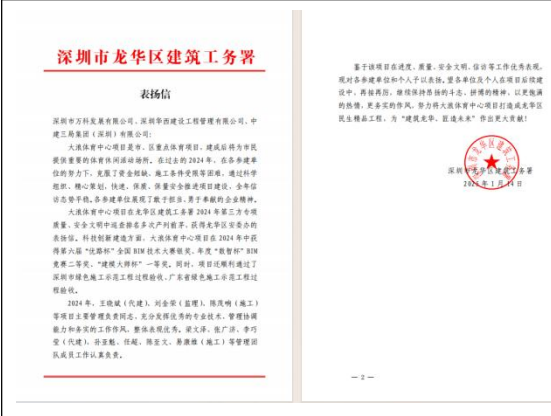 深圳市龙华区建筑工务署
表扬信
深圳市万科发展有限公司、深圳华西建设工程管理有限公司、中
建三局集团（深圳）有限公司：
大浪体育中心项目是市、区重点体育项目，建成后将为市民
提供重要的体育休闲活动场所。在过去的2024年，在各参建单
位的努力下，克服了资金短缺、施工条件受限等困难，通过科学
组织、精心策划，快速、保质、保量安全推进项目建设，全年信
访态势平稳。各参建单位展现了敢于担当、勇于奉献的企业精神。
大浪体育中心项目在龙华区建筑工务署2024年第三方专项
质量、安全文明中巡查排名多次产列前茅，获得龙华区安委办的
表扬信。科技创新建造方面，大浪体育中心项目在2024年中获
得第六届“优路杯”全国BIM技术大赛银奖、年度“数智杯”BIM
竞赛二等奖、“建模大师杯”一等奖。同时，项目还顺利通过了
深圳市绿色施工示范工程过程验收、广东省绿色施工示范工程过
程验收。
2024年，王晓斌（代建）、刘金荣（监理）、陈茂响（施工）
等项目主要管理负责同志，充分发挥优秀的专业技术、管理协调
能力和务实的工作作风，整体表现优秀。梁文泽、张广济、李巧
莹（代建）、孙亚魁、任超、陈亚文、易灏维（施工）等管理团
队成员工作认真负责。
鉴于该项目在进度、质量、安全文明、信访等工作优秀表现，
现对各参建单位和个人予以表扬。望各单位及个人在项目后续建
设中，再接再厉，继续保持昂扬的斗志、拼博的精神，以更饱满
的热情，更务实的作风，努力将大浪体育中心项目打造成龙华区
民生精品工程，为“建筑龙华，匠造未来”作出更大贡献！
深圳市龙华区建筑工务署
2025年1月14日
— 2 —